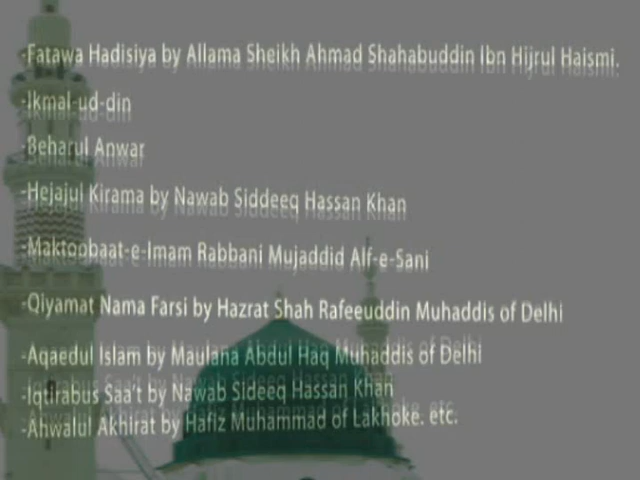 -Fatawa Hadisiya by Allama Sheikh Ahmad Shahabuddin Ibn Hijrul Haismi.
-Ikmal-ud-din
-Beharul Anwar
-Hejajul Kirama by Nawab Siddeeq Hassan Khan
-Maktoobaat-e-Imam Rabbani Mujaddid Alf-e-Sani
-Qiyamat Nama Farsi by Hazrat Shah Rafeeuddin Muhaddis of Delhi
-Aqaedul Islam by Maulana Abdul Haq Muhaddis of Delhi
-Iqtirabus Saa't by Nawab Sideeq Hassan Khan
-Ahwalul Akhirat by Hafiz Muhammad of Lakhoke. etc.